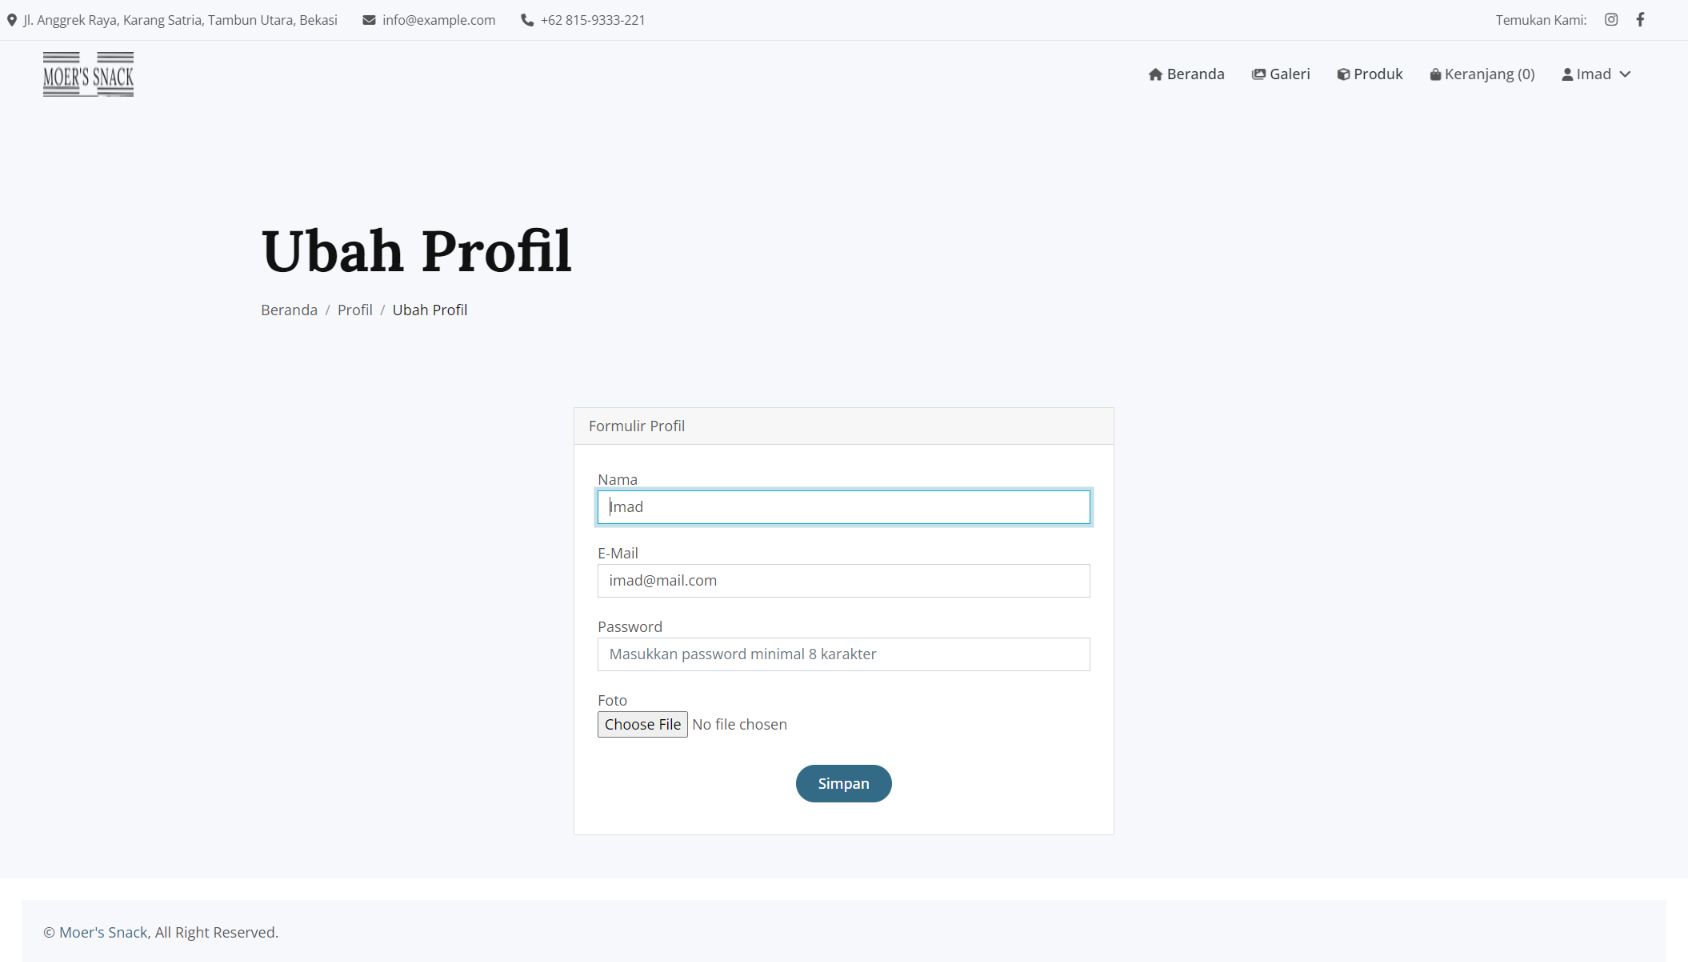 Jl. Anggrek Raya, Karang Satria, Tambun Utara, Bekasi info@example.com +62 815-9333-221 Temukan Kami:
MOER'S SNACK Beranda Galeri Produk Keranjang (0) Imad
Ubah Profil
Beranda / Profil / Ubah Profil
Formulir Profil
Nama
Imad
E-Mail
imad@mail.com
Password
Masukkan password minimal 8 karakter
Foto
Choose File No file chosen
Simpan
© Moer's Snack, All Right Reserved.